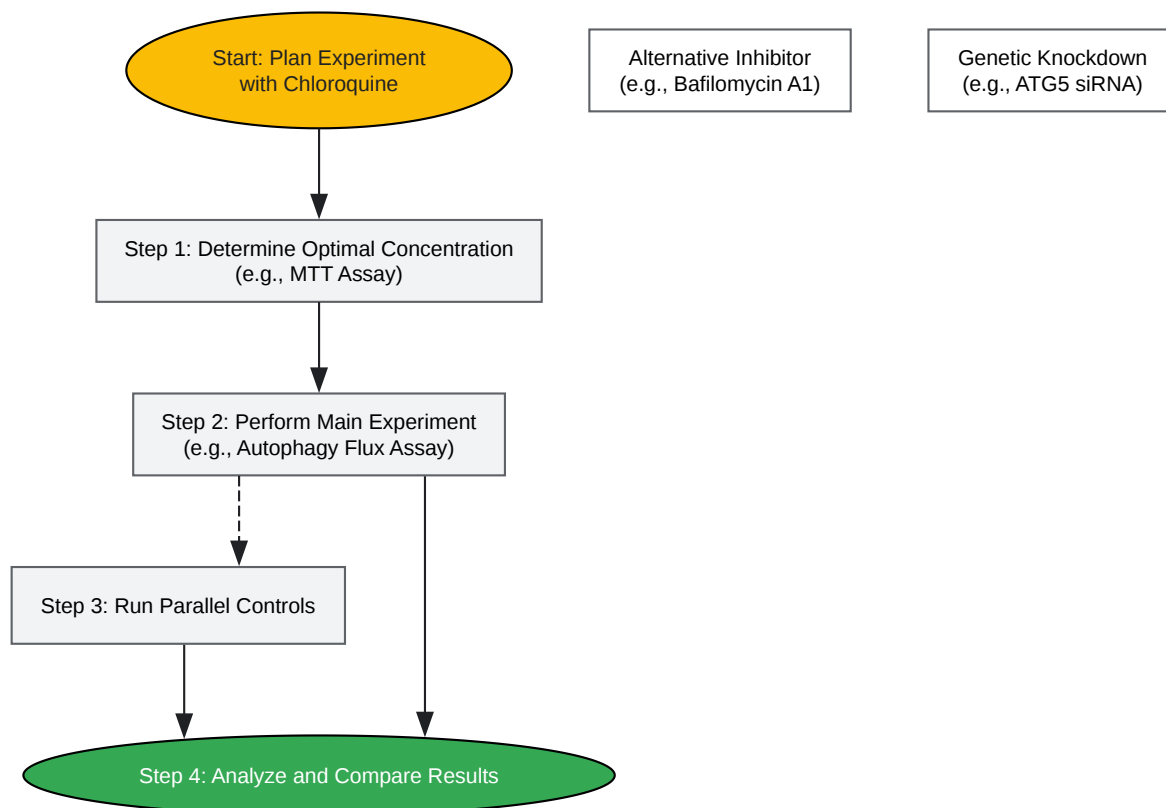 Start: Plan Experiment
with Chloroquine
Alternative Inhibitor
(e.g., Bafilomycin A1)
Genetic Knockdown
(e.g., ATG5 siRNA)
Step 1: Determine Optimal Concentration
(e.g., MTT Assay)
Step 2: Perform Main Experiment
(e.g., Autophagy Flux Assay)
Step 3: Run Parallel Controls
Step 4: Analyze and Compare Results